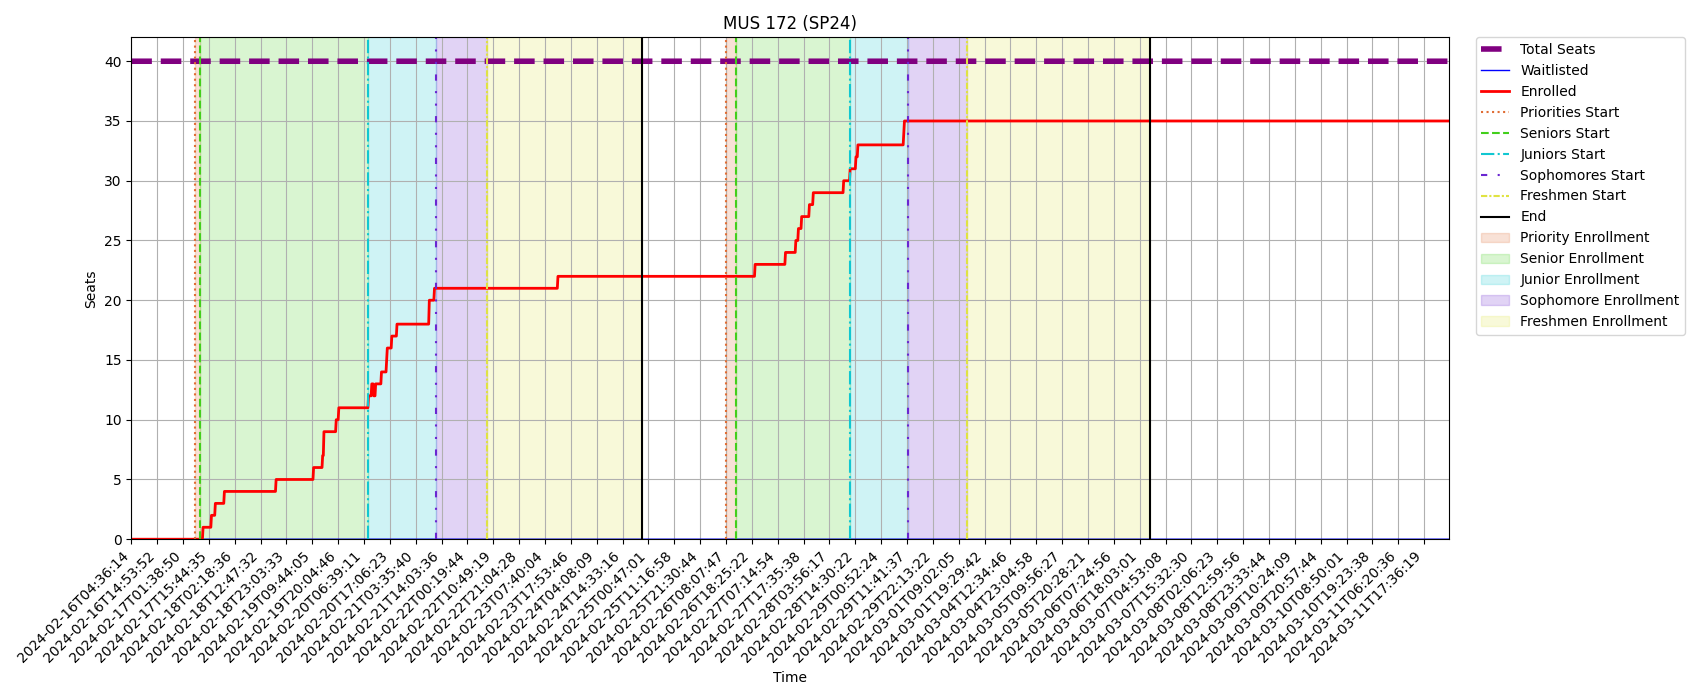 MUS 172 (SP24)
Seats
40
35
30
25
20
15
10
5
0
2024-02-16T04:36:14
2024-02-16T14:53:52
2024-02-17T01:38:50
2024-02-17T15:44:35
2024-02-18T02:18:36
2024-02-18T12:47:32
2024-02-18T23:03:33
2024-02-19T09:44:05
2024-02-19T20:04:46
2024-02-20T06:39:11
2024-02-20T17:06:23
2024-02-21T03:35:40
2024-02-21T14:03:36
2024-02-22T00:19:44
2024-02-22T10:49:19
2024-02-22T21:04:28
2024-02-23T07:40:04
2024-02-23T17:53:46
2024-02-24T04:08:09
2024-02-24T14:33:16
2024-02-25T00:47:01
2024-02-25T11:16:58
2024-02-25T21:30:44
2024-02-26T08:07:47
2024-02-26T18:25:22
2024-02-27T07:14:54
2024-02-27T17:35:38
2024-02-28T03:56:17
2024-02-28T14:30:22
2024-02-29T00:52:24
2024-02-29T11:41:37
2024-02-29T22:13:22
2024-03-01T09:02:05
2024-03-01T19:29:42
2024-03-04T12:34:46
2024-03-04T23:04:58
2024-03-05T09:56:27
2024-03-05T20:28:21
2024-03-06T07:24:56
2024-03-06T18:03:01
2024-03-07T04:53:08
2024-03-07T15:32:30
2024-03-08T02:06:23
2024-03-08T12:59:56
2024-03-08T23:33:44
2024-03-09T10:24:09
2024-03-09T20:57:44
2024-03-10T08:50:01
2024-03-10T19:23:38
2024-03-11T06:20:36
2024-03-11T17:36:19
Time
Total Seats
Waitlisted
Enrolled
Priorities Start
Seniors Start
Juniors Start
Sophomores Start
Freshmen Start
End
Priority Enrollment
Senior Enrollment
Junior Enrollment
Sophomore Enrollment
Freshmen Enrollment